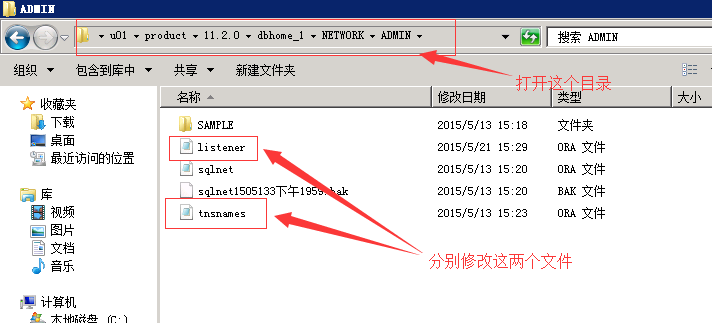 ADMIN
u01 product 11.2.0 dbhome_1 NETWORK ADMIN
搜索 ADMIN
组织 包含到库中 共享 新建文件夹
打开这个目录
收藏夹
下载
桌面
最近访问的位置
库
视频
图片
文档
音乐
计算机
本地磁盘 (C:)
名称 修改日期 类型 大小
SAMPLE 2015/5/13 15:18 文件夹
listener 2015/5/21 15:29 ORA 文件
sqlnet 2015/5/13 15:20 ORA 文件
sqlnet1505133下午1959.bak 2015/5/13 15:20 BAK 文件
tnsnames 2015/5/13 15:23 ORA 文件
分别修改这两个文件